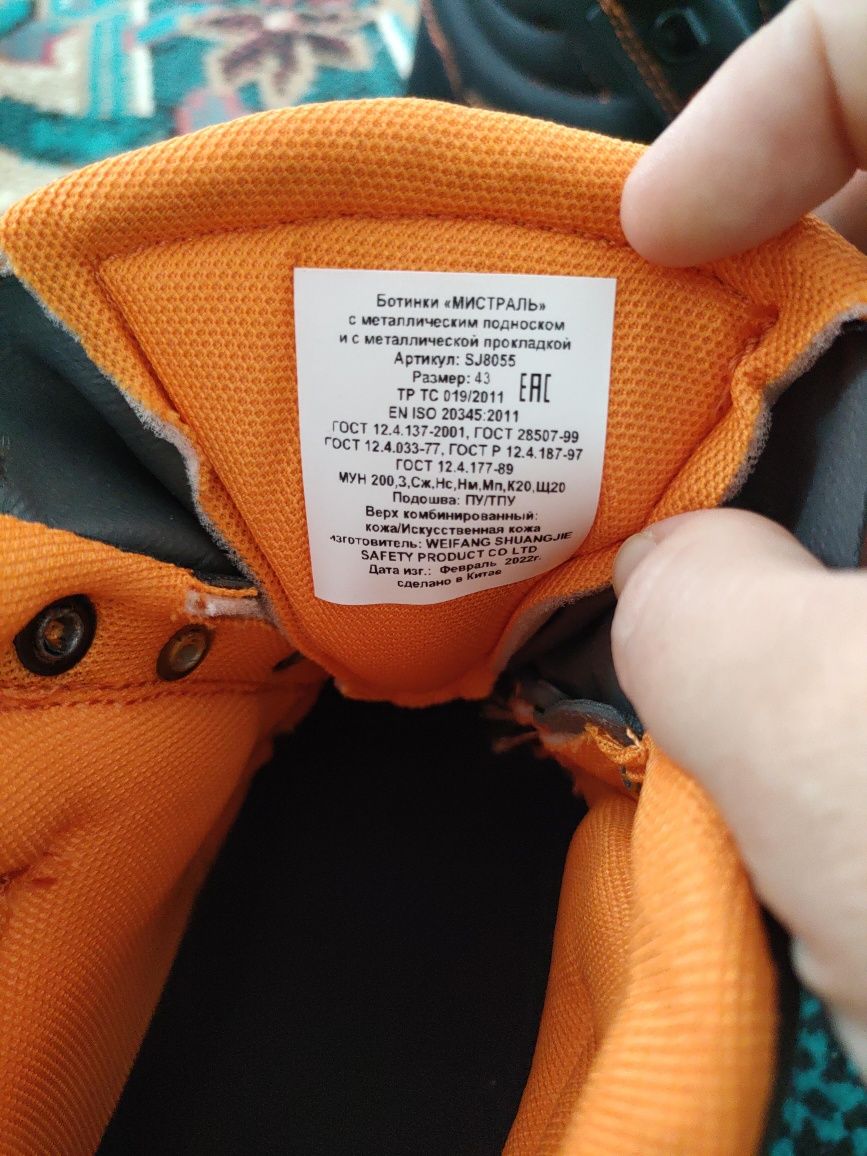 Ботинки «МИСТРАЛЬ»
с металлическим подноском
и с металлической прокладкой
Артикул: SJ8055
Размер: 43
ТР ТС 019/2011 EAC
EN ISO 20345:2011
ГОСТ 12.4.137-2001, ГОСТ 28507-99
ГОСТ 12.4.033-77, ГОСТ Р 12.4.187-97
ГОСТ 12.4.177-89
МУН 200,З,Сж,Нс,Нм,Мп,К20,Щ20
Подошва: ПУ/ТПУ
Верх комбинированный:
кожа/Искусственная кожа
изготовитель: WEIFANG SHUANGJIE
SAFETY PRODUCT CO LTD
Дата изг.: Февраль 2022г.
сделано в Китае